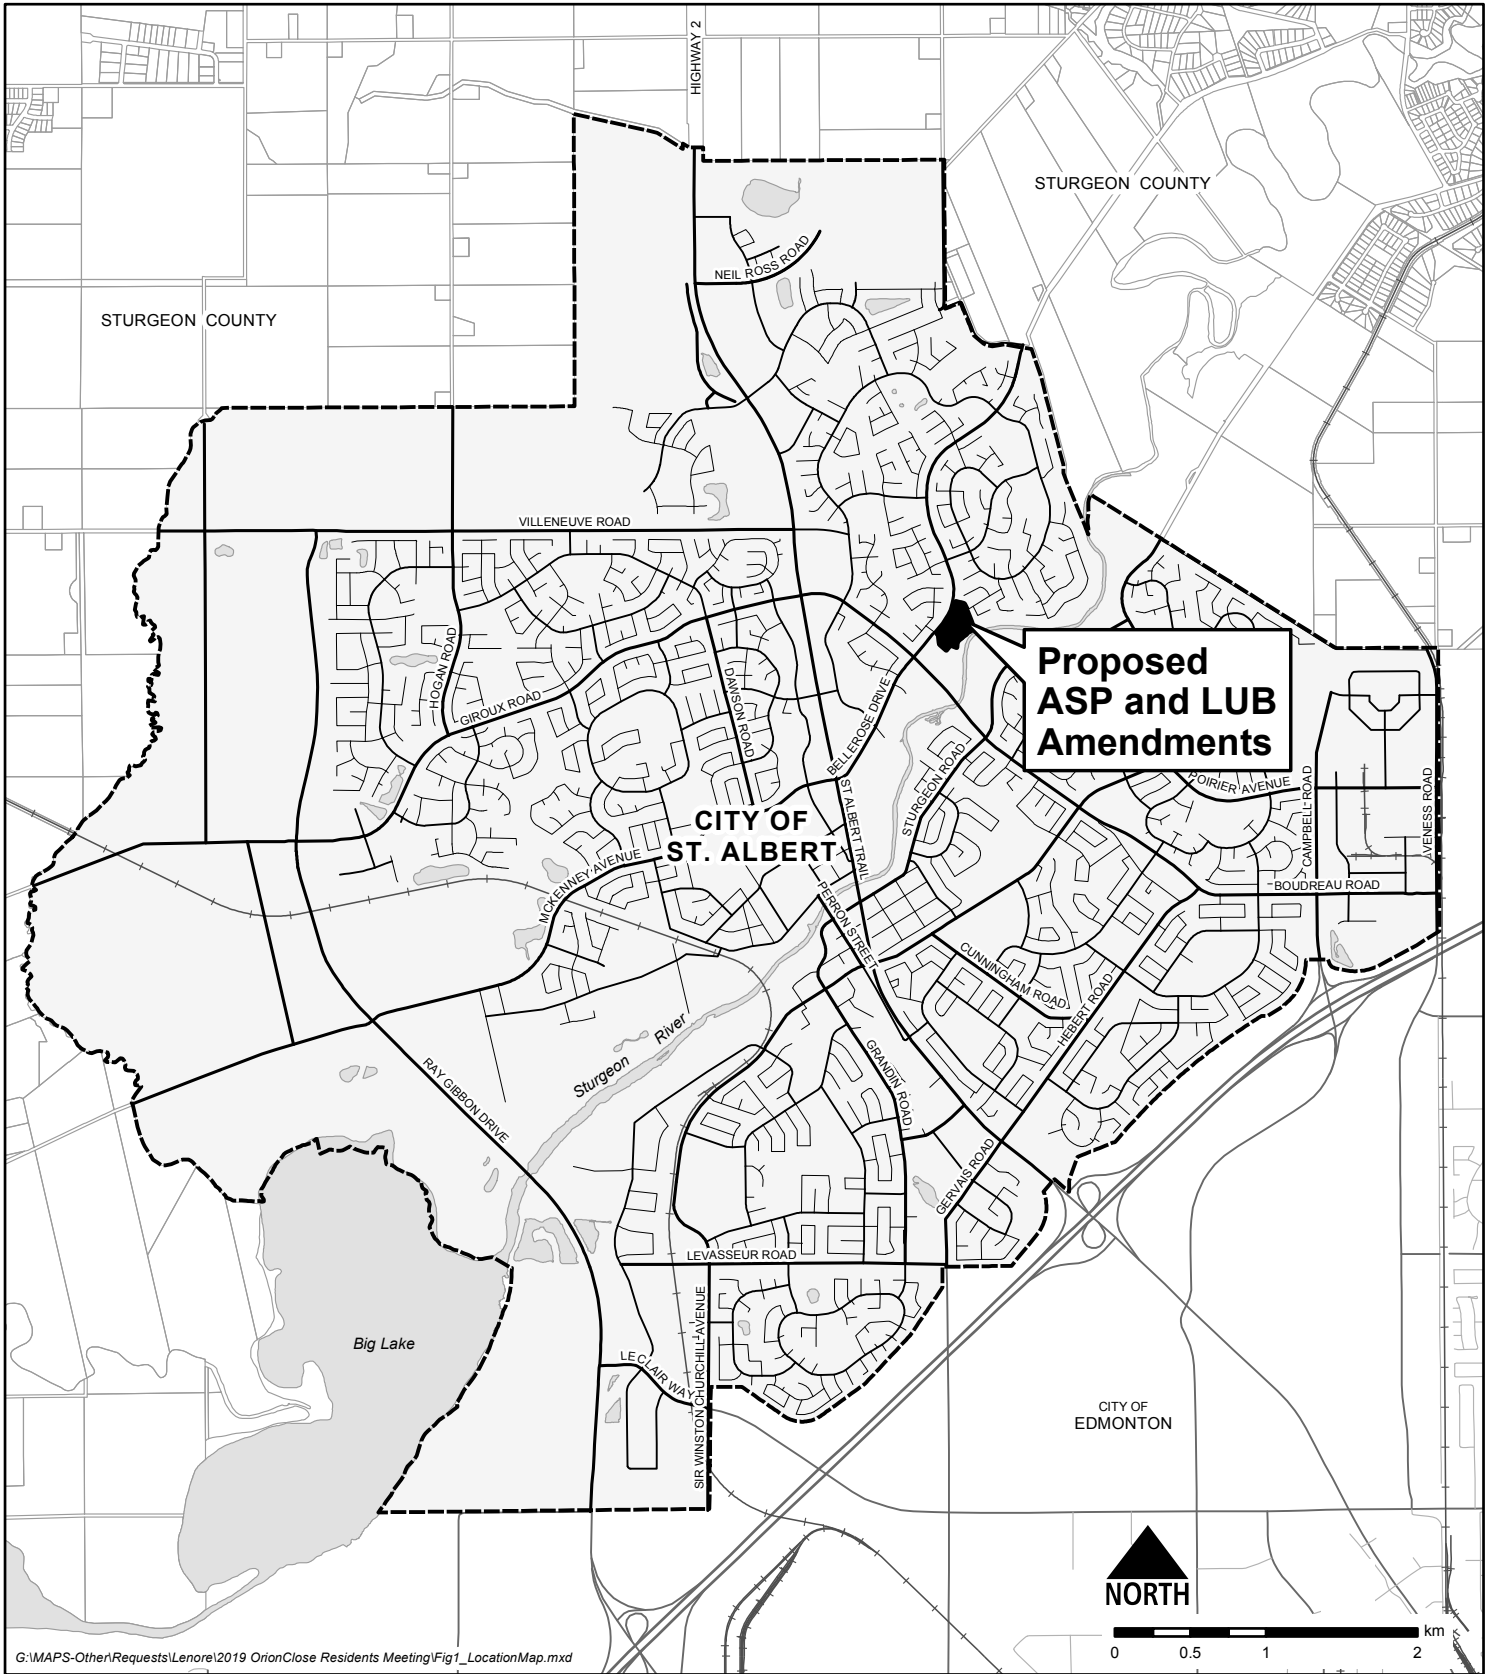 HIGHWAY 2
STURGEON COUNTY
NEIL ROSS ROAD
STURGEON COUNTY
VILLENEUVE ROAD
HOGAN ROAD
GIROUX ROAD
DAWSON ROAD
BELLEROSE DRIVE
Proposed
ASP and LUB
Amendments
STURGEON ROAD
ST ALBERT TRAIL
POIRIER AVENUE
CAMPBELL ROAD
AVENESS ROAD
CITY OF
ST. ALBERT
MCKENNEY AVENUE
PERRON STREET
BOUDREAU ROAD
CUNNINGHAM ROAD
HEBERT ROAD
Sturgeon River
RAY GIBBON DRIVE
GRANDIN ROAD
GERVAIS ROAD
LEVASSEUR ROAD
Big Lake
LECLAIR WAY
SIR WINSTON CHURCHILL AVENUE
CITY OF
EDMONTON
NORTH
km
0 0.5 1 2
G:\MAPS-Other\Requests\Lenore\2019 OrionClose Residents Meeting\Fig1_LocationMap.mxd